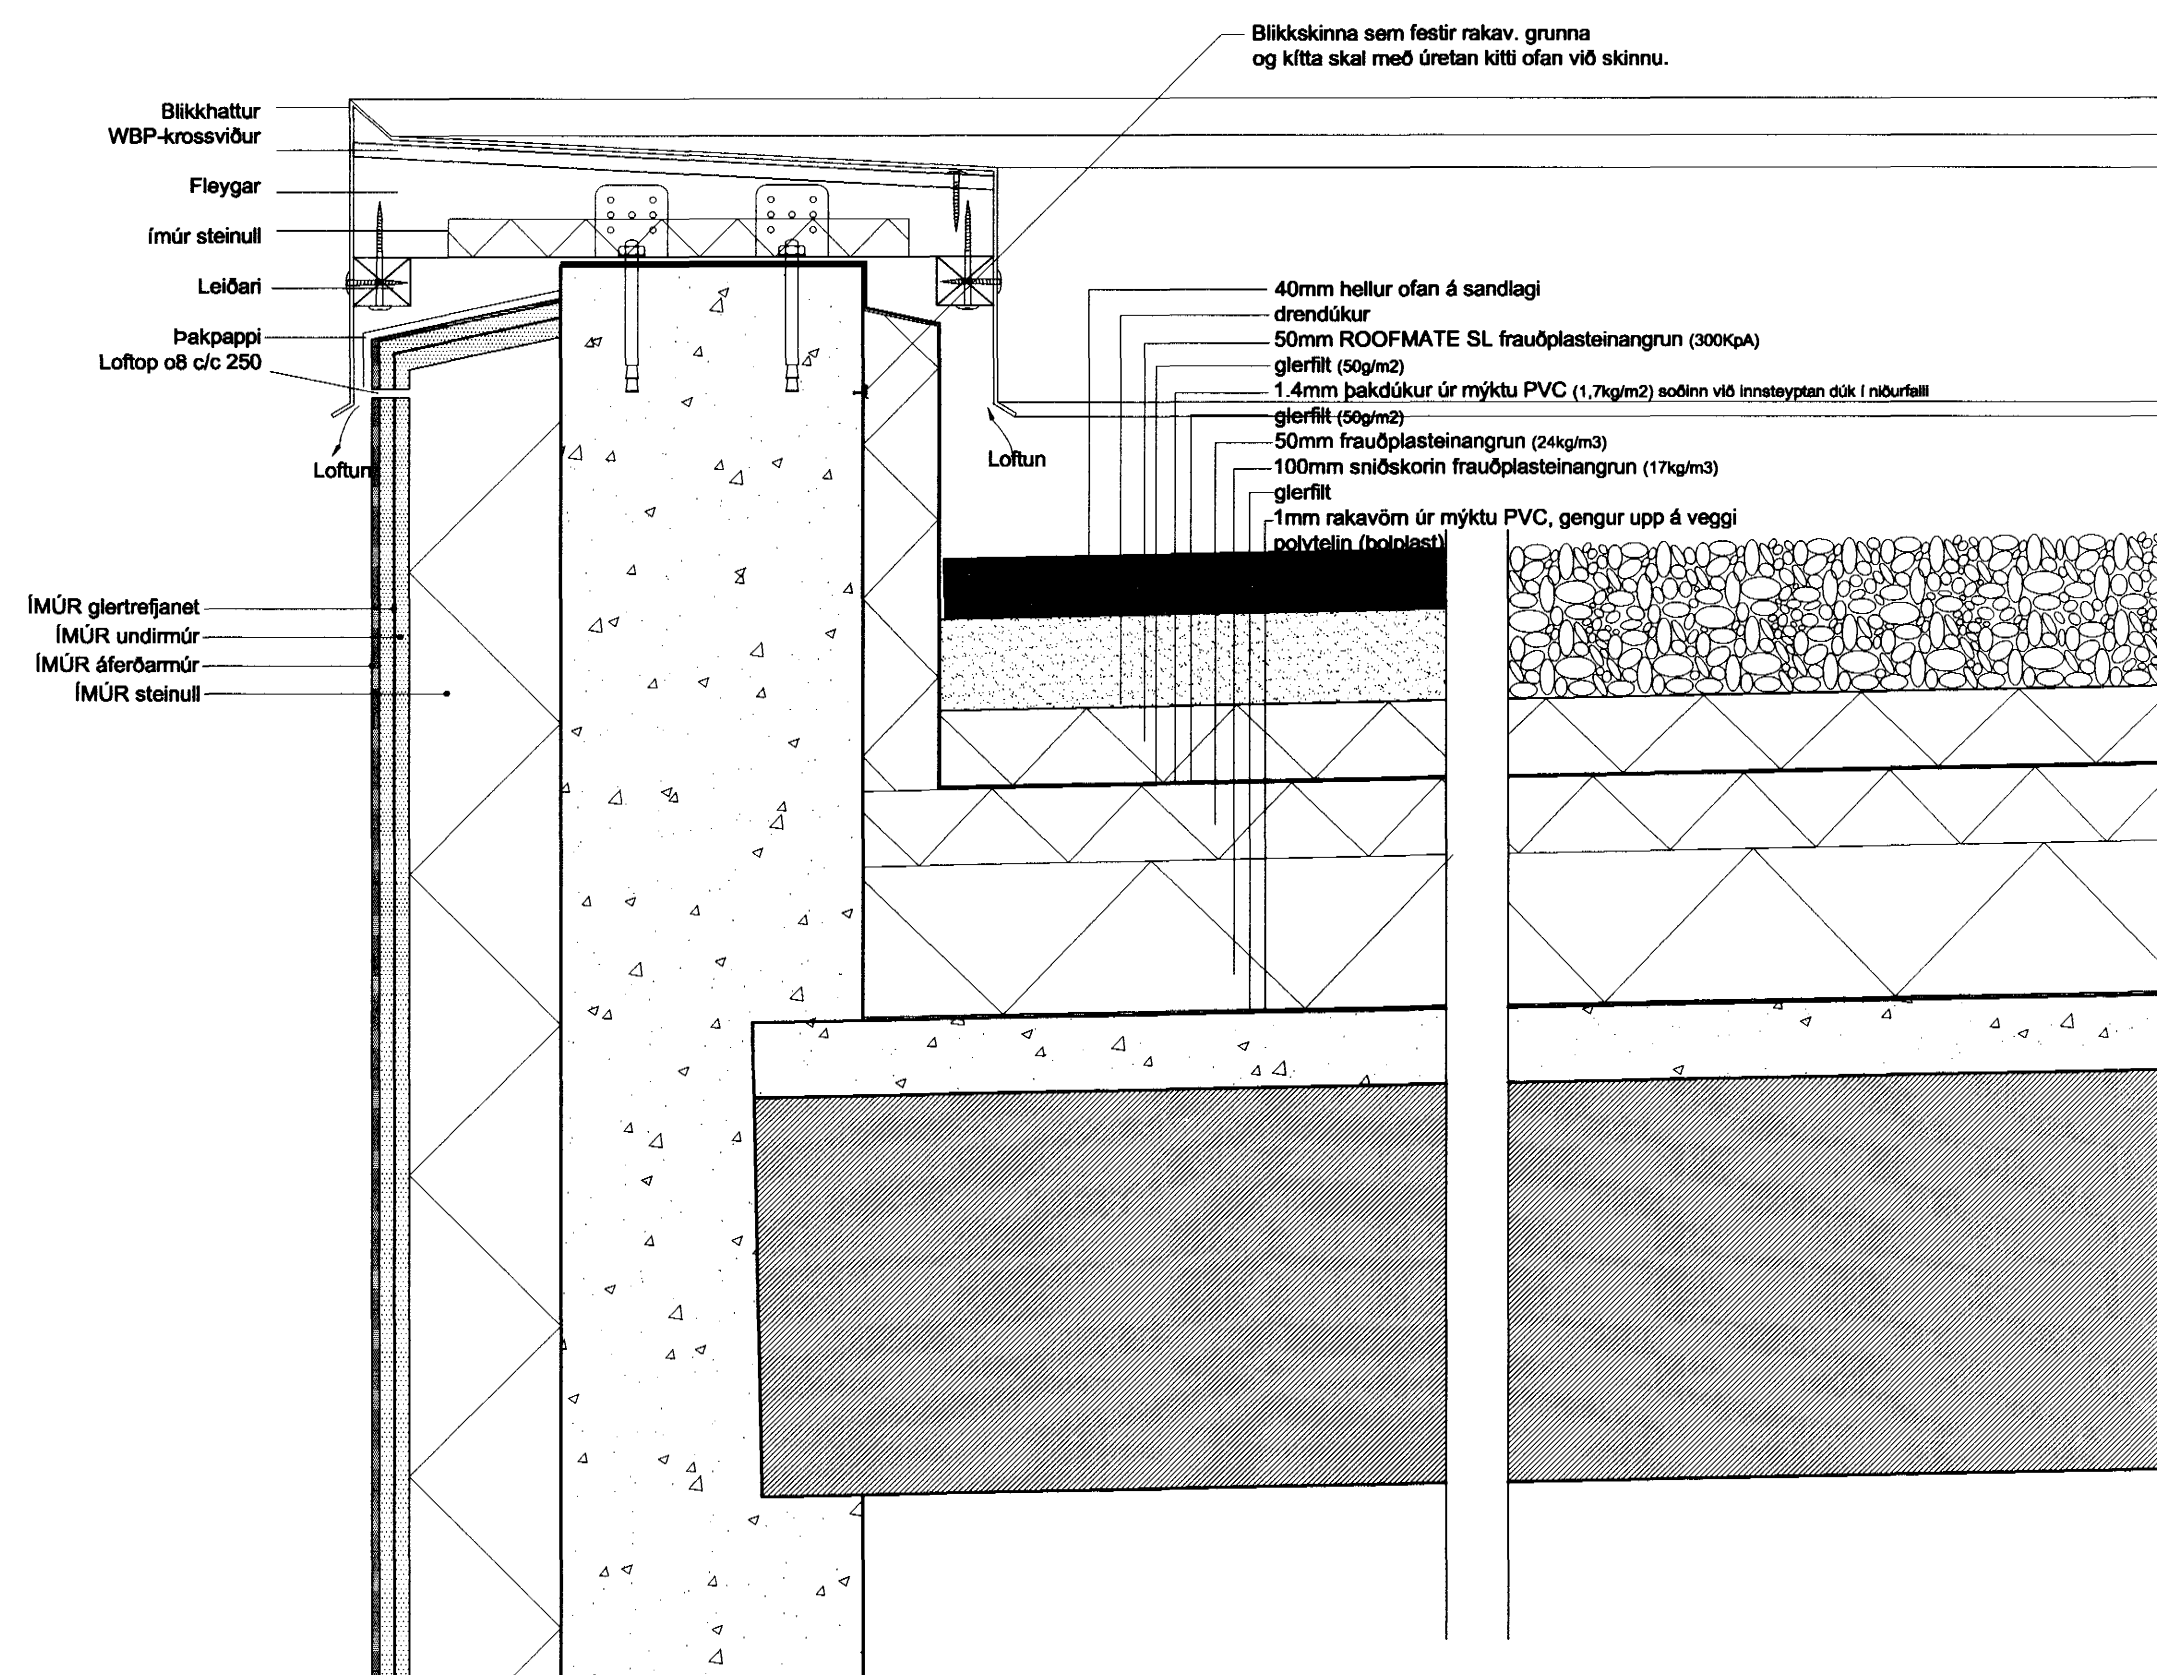 Blikkskinna sem festir rakav. grunna
og kítta skal með úretan kitti ofan við skinnu.
Blikkhattur
WBP-krossviður
Fleygar
ímúr steinull
Leiðari
Þakpappi
Loftop o8 c/c 250
Loftun
Loftun
40mm hellur ofan á sandlagi
drendúkur
50mm ROOFMATE SL frauðplasteinangrun (300KpA)
glerfilt (50g/m2)
1.4mm þakdúkur úr mýktu PVC (1,7kg/m2) soðinn við innsteyptan dúk í niðurfalli
glerfilt (50g/m2)
50mm frauðplasteinangrun (24kg/m3)
100mm sniðskorin frauðplasteinangrun (17kg/m3)
glerfilt
1mm rakavörn úr mýktu PVC, gengur upp á veggi
polytelin (bolplast)
ÍMÚR glertrefjanet
ÍMÚR undirmúr
ÍMÚR áferðarmúr
ÍMÚR steinull